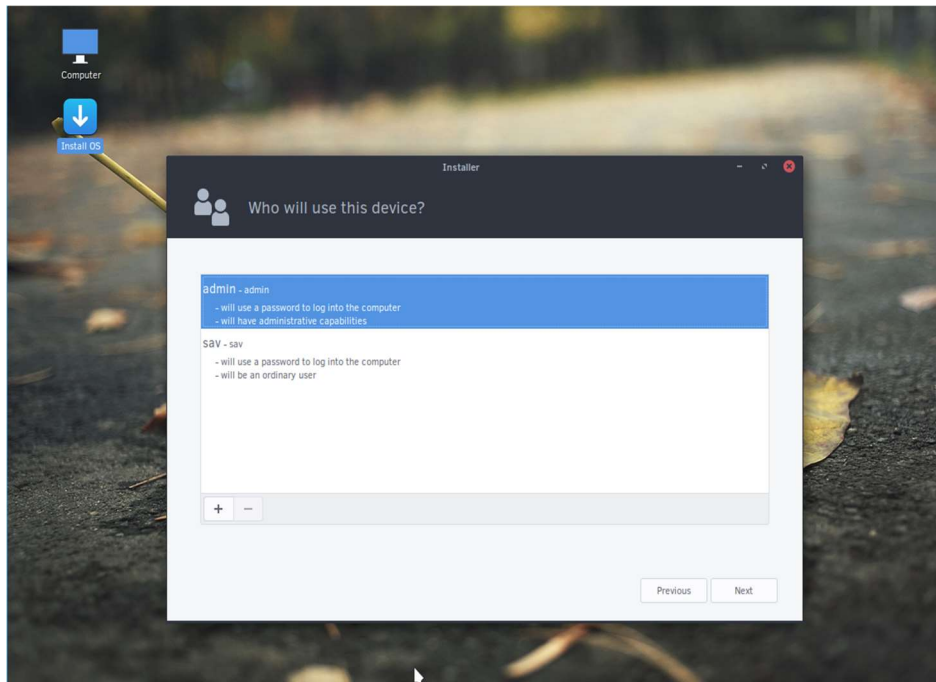 Computer
Install OS
Installer
Who will use this device?
admin - admin
- will use a password to log into the computer
- will have administrative capabilities
sav - sav
- will use a password to log into the computer
- will be an ordinary user
Previous
Next